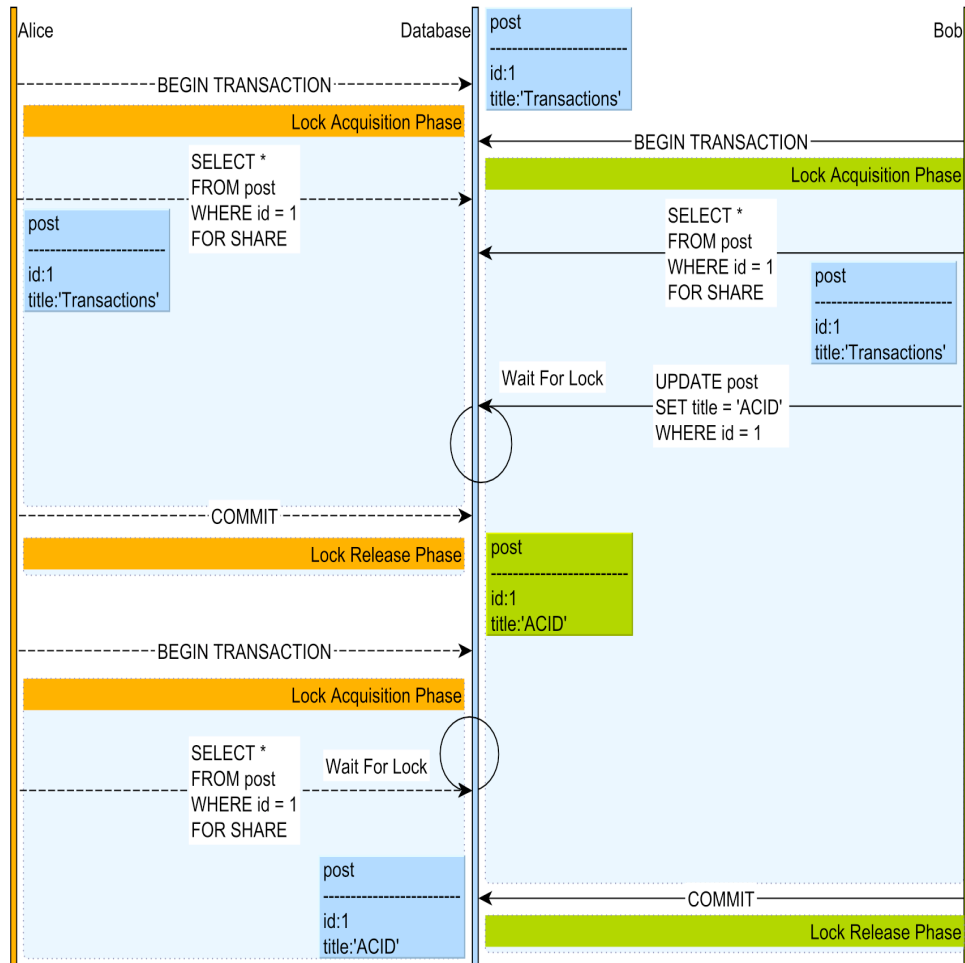 Alice
Database
post
---------------------------
id:1
title:'Transactions'
Bob
BEGIN TRANSACTION
Lock Acquisition Phase
BEGIN TRANSACTION
Lock Acquisition Phase
SELECT *
FROM post
WHERE id = 1
FOR SHARE
post
---------------------------
id:1
title:'Transactions'
SELECT *
FROM post
WHERE id = 1
FOR SHARE
post
---------------------------
id:1
title:'Transactions'
Wait For Lock
UPDATE post
SET title = 'ACID'
WHERE id = 1
COMMIT
Lock Release Phase
post
---------------------------
id:1
title:'ACID'
BEGIN TRANSACTION
Lock Acquisition Phase
SELECT *
FROM post
WHERE id = 1
FOR SHARE
Wait For Lock
post
---------------------------
id:1
title:'ACID'
COMMIT
Lock Release Phase